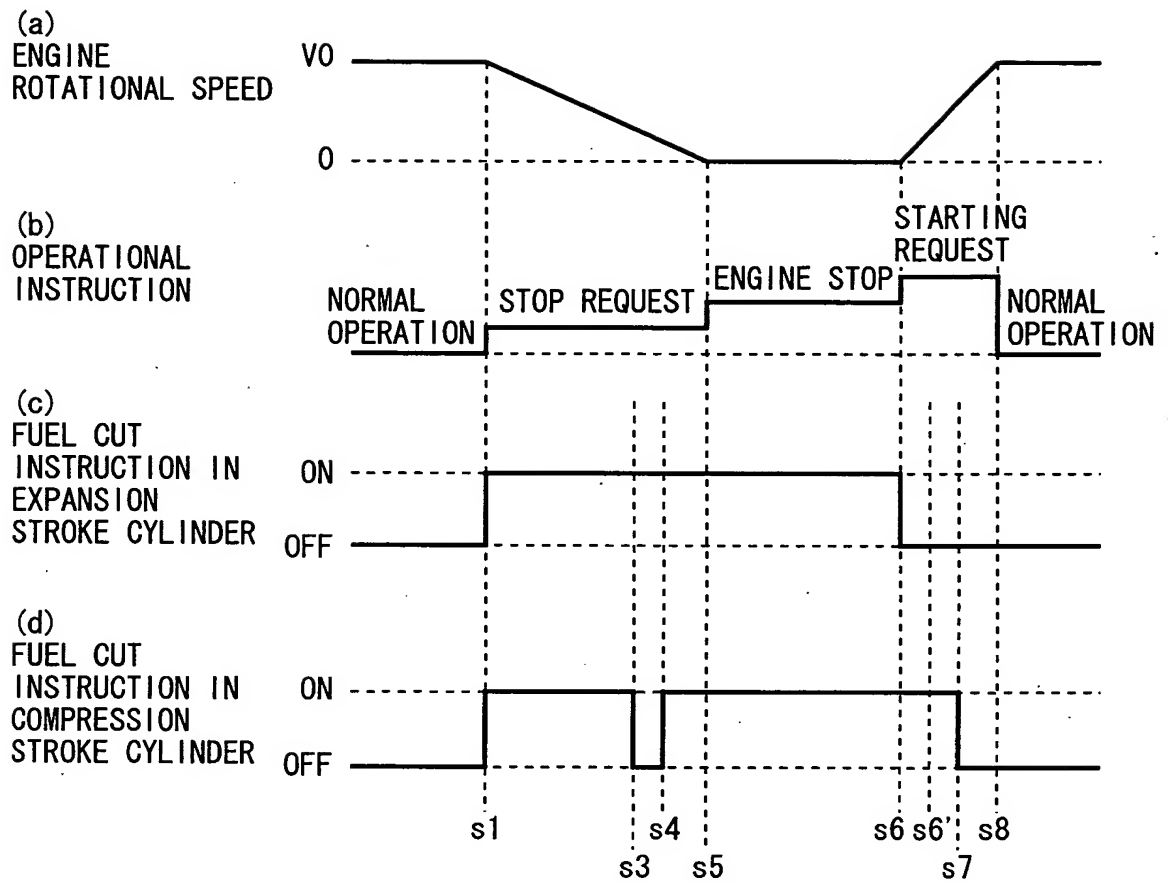 (a)
ENGINE
ROTATIONAL SPEED
V0
0
(b)
OPERATIONAL
INSTRUCTION
NORMAL
OPERATION
STOP REQUEST
ENGINE STOP
STARTING
REQUEST
NORMAL
OPERATION
(c)
FUEL CUT
INSTRUCTION IN
EXPANSION
STROKE CYLINDER
ON
OFF
(d)
FUEL CUT
INSTRUCTION IN
COMPRESSION
STROKE CYLINDER
ON
OFF
s1
s3
s4
s5
s6
s6'
s7
s8